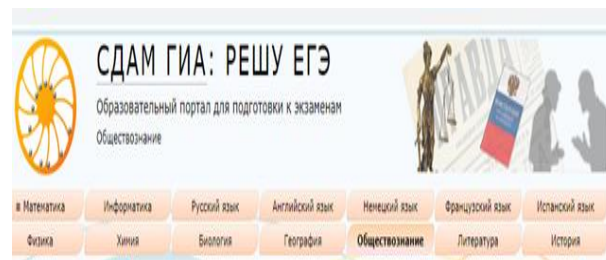 СДАМ ГИА: РЕШУ ЕГЭ
Образовательный портал для подготовки к экзаменам
Обществознание
ПРАВДА
≡ Математика Информатика Русский язык Английский язык Немецкий язык Французский язык Испанский язык
Физика Химия Биология География Обществознание Литература История